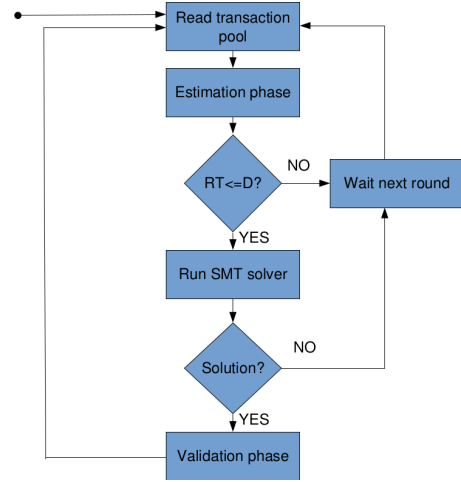 Read transaction
pool
Estimation phase
RT<=D?
NO
Wait next round
YES
Run SMT solver
Solution?
NO
YES
Validation phase